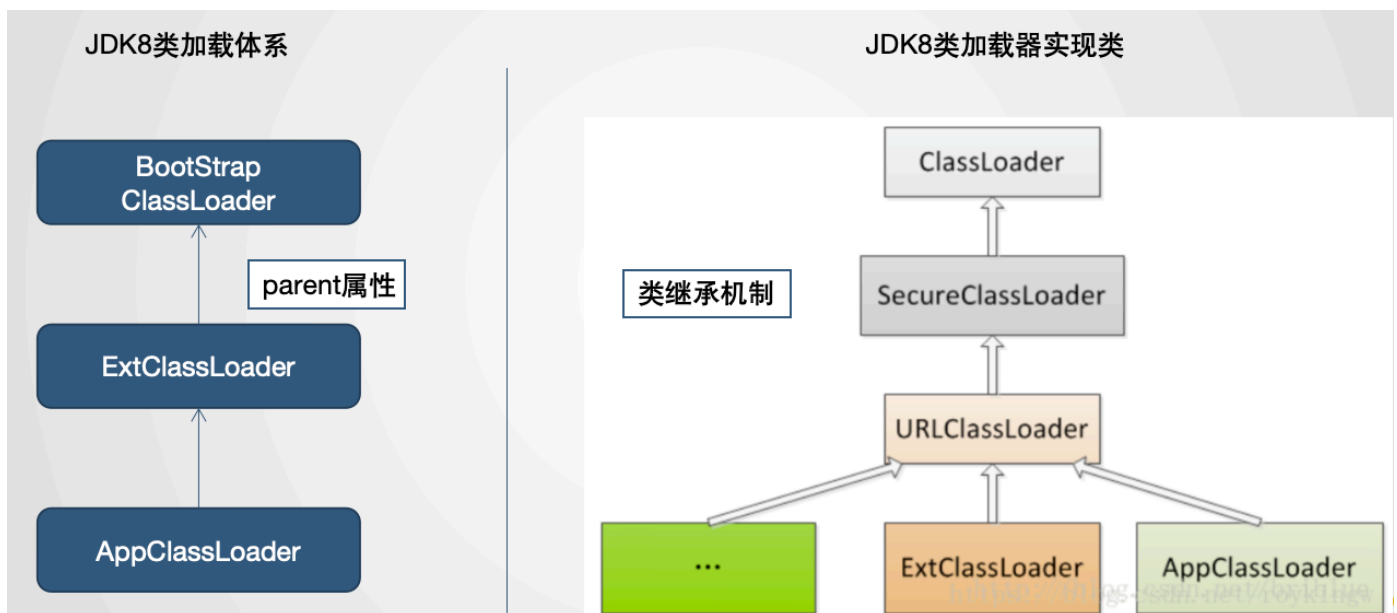 JDK8类加载体系
BootStrap
ClassLoader
parent属性
ExtClassLoader
AppClassLoader
JDK8类加载器实现类
ClassLoader
类继承机制
SecureClassLoader
URLClassLoader
...
ExtClassLoader
AppClassLoader